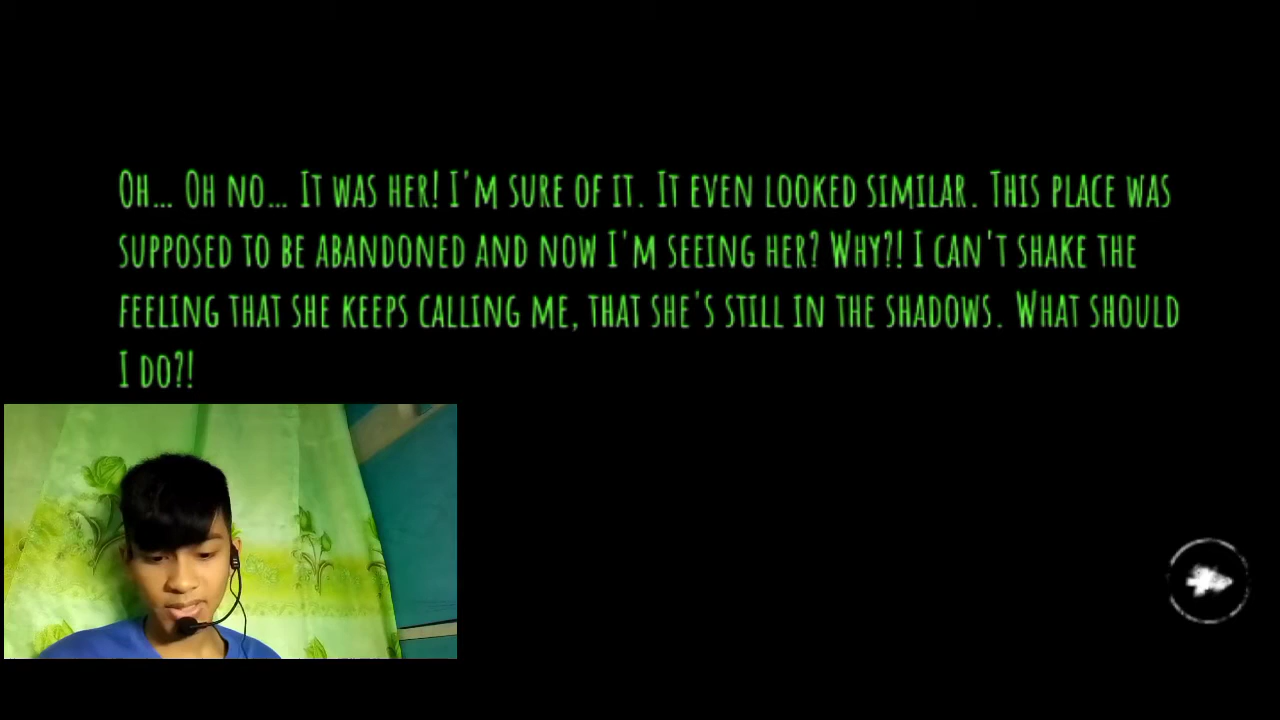 Oh... Oh no... It was her! I'm sure of it. It even looked similar. This place was
supposed to be abandoned and now I'm seeing her? Why?! I can't shake the
feeling that she keeps calling me, that she's still in the shadows. What should
I do?!